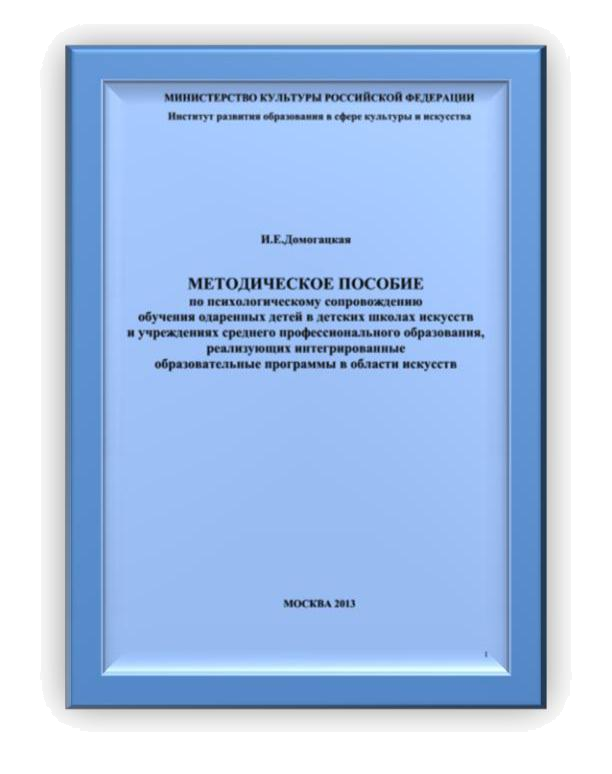 МИНИСТЕРСТВО КУЛЬТУРЫ РОССИЙСКОЙ ФЕДЕРАЦИИ
Институт развития образования в сфере культуры и искусства
И.Е.Домогацкая
МЕТОДИЧЕСКОЕ ПОСОБИЕ
по психологическому сопровождению
обучения одаренных детей в детских школах искусств
и учреждениях среднего профессионального образования,
реализующих интегрированные
образовательные программы в области искусств
МОСКВА 2013
1